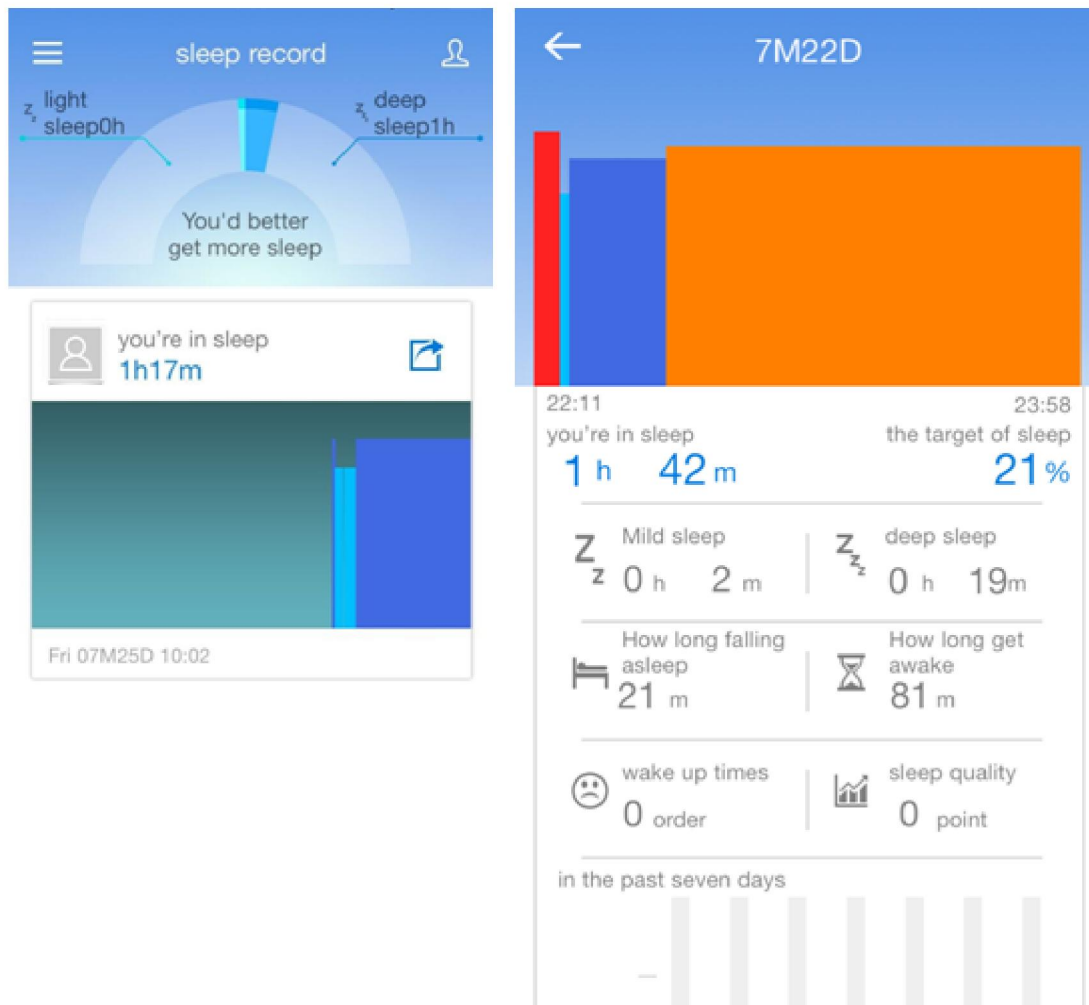 sleep record
light
sleep0h
deep
sleep1h
You'd better
get more sleep
you're in sleep
1h17m
Fri 07M25D 10:02
7M22D
22:11 23:58
you're in sleep the target of sleep
1 h 42 m 21 %
Mild sleep deep sleep
0 h 2 m 0 h 19m
How long falling
asleep
21 m
How long get
awake
81 m
wake up times sleep quality
0 order 0 point
in the past seven days